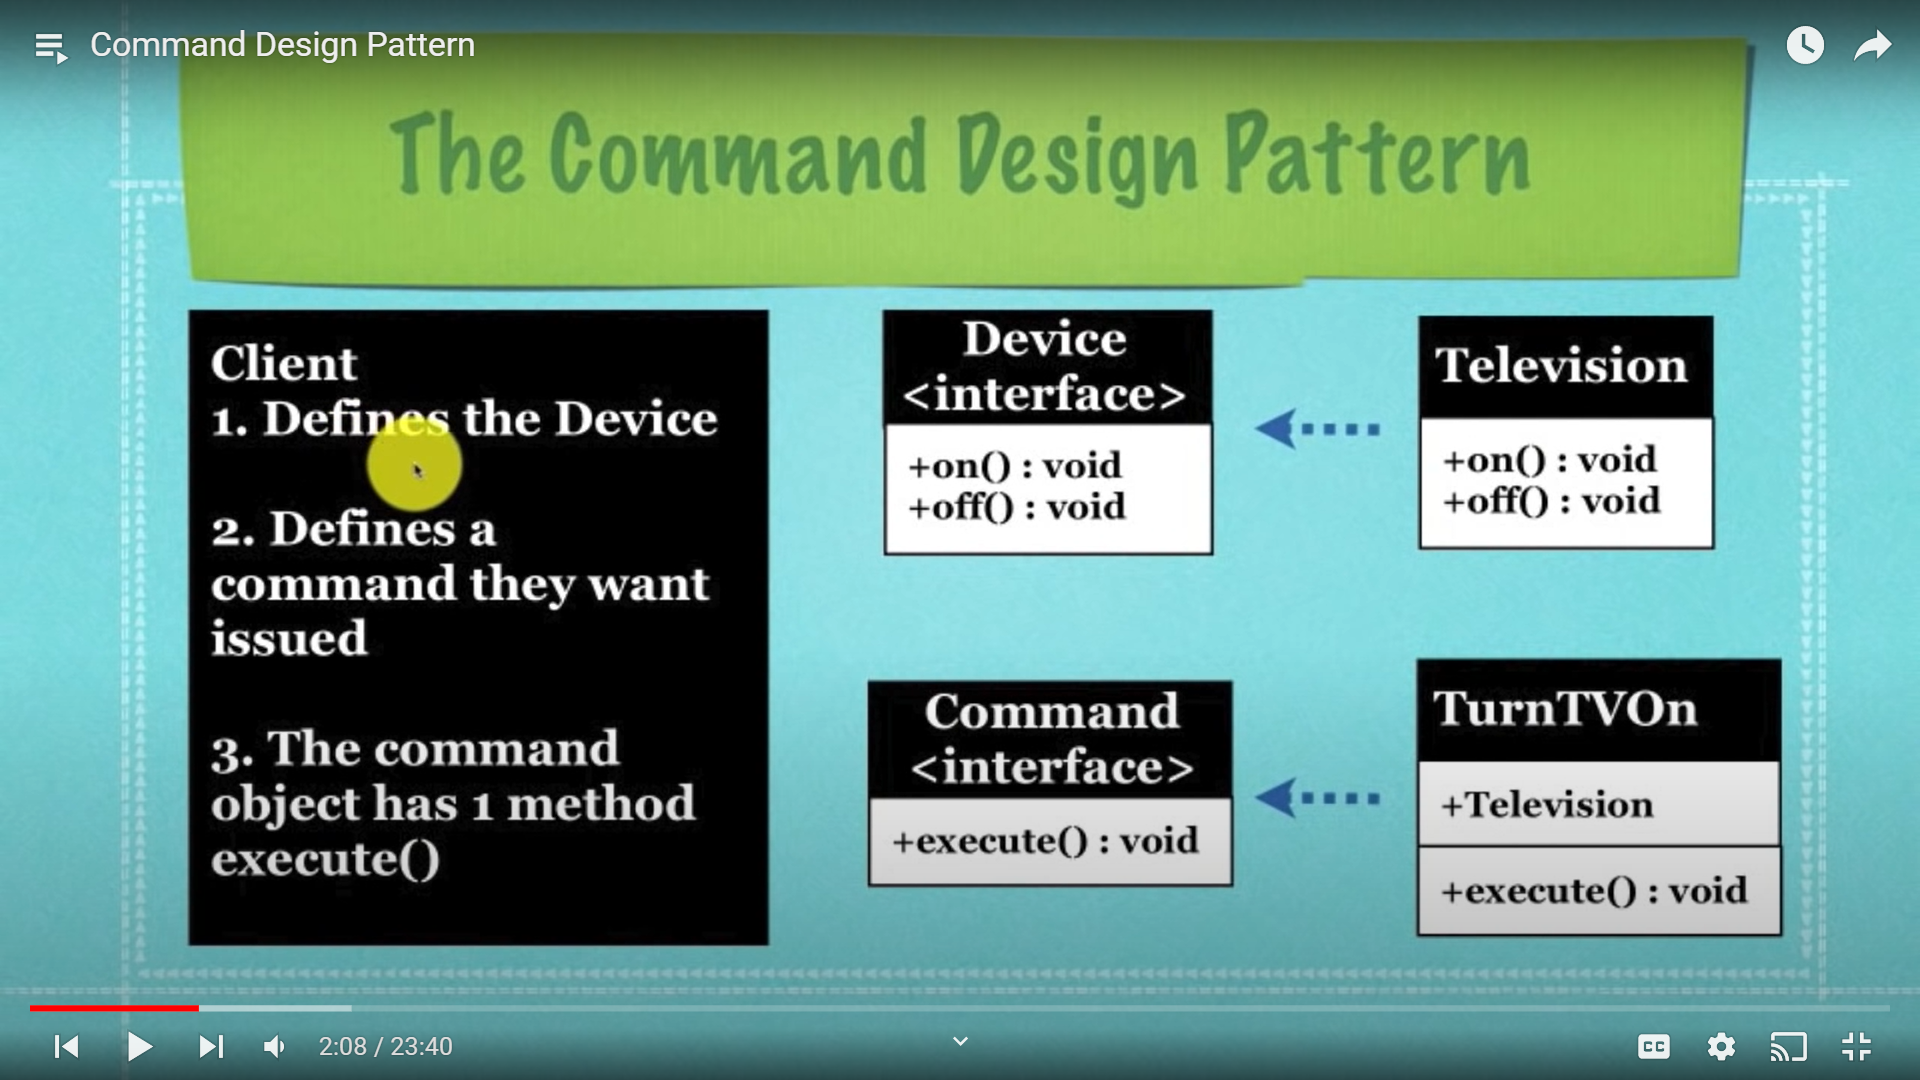 Command Design Pattern
The Command Design Pattern
Client
1. Defines the Device
2. Defines a
command they want
issued
3. The command
object has 1 method
execute()
Device
<interface>
+on() : void
+off() : void
Television
+on() : void
+off() : void
Command
<interface>
+execute() : void
TurnTVOn
+Television
+execute() : void
2:08 / 23:40
CC